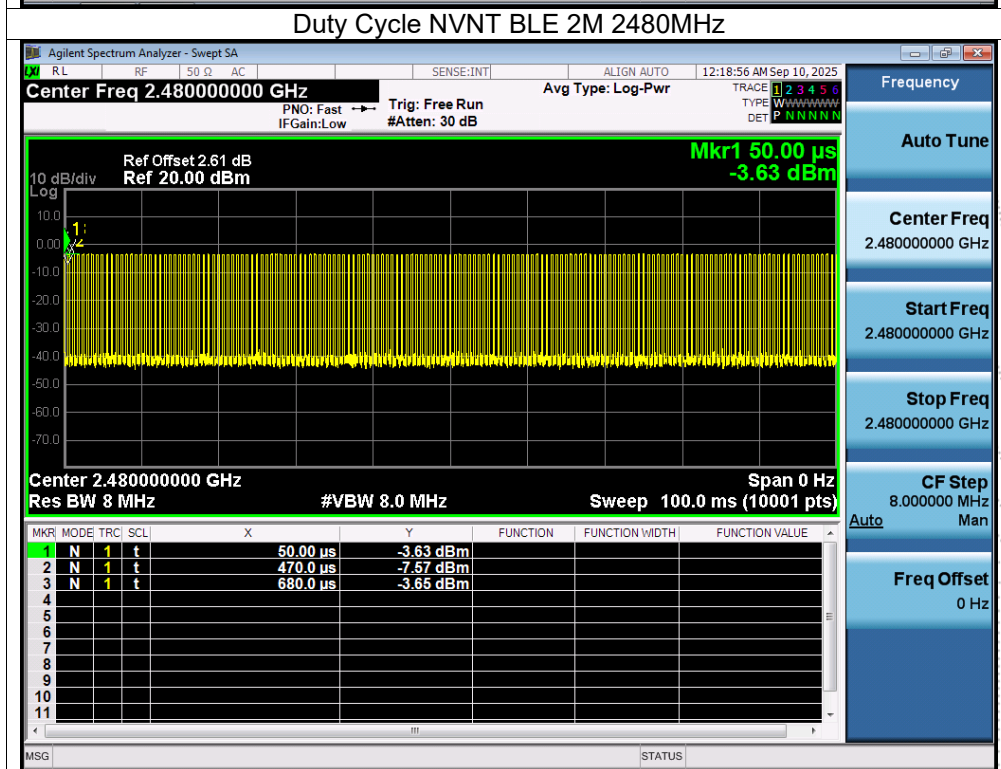 Duty Cycle NVNT BLE 2M 2480MHz
Agilent Spectrum Analyzer - Swept SA
LXI RL RF 50 Ω AC SENSE:INT ALIGN AUTO 12:18:56 AM Sep 10, 2025
Center Freq 2.480000000 GHz
PNO: Fast Trig: Free Run Avg Type: Log-Pwr TRACE 1 2 3 4 5 6
IFGain:Low #Atten: 30 dB TYPE WWWWWW
DET P N N N N N
Frequency
Auto Tune
Center Freq
2.480000000 GHz
Start Freq
2.480000000 GHz
Stop Freq
2.480000000 GHz
CF Step
8.000000 MHz
Auto Man
Freq Offset
0 Hz
Mkr1 50.00 µs
-3.63 dBm
Ref Offset 2.61 dB
10 dB/div Ref 20.00 dBm
Log
10.0
0.00
-10.0
-20.0
-30.0
-40.0
-50.0
-60.0
-70.0
1
2
Center 2.480000000 GHz Span 0 Hz
Res BW 8 MHz #VBW 8.0 MHz Sweep 100.0 ms (10001 pts)
MKR MODE TRC SCL X Y FUNCTION FUNCTION WIDTH FUNCTION VALUE
1 N 1 t 50.00 µs -3.63 dBm
2 N 1 t 470.0 µs -7.57 dBm
3 N 1 t 680.0 µs -3.65 dBm
4
5
6
7
8
9
10
11
MSG STATUS